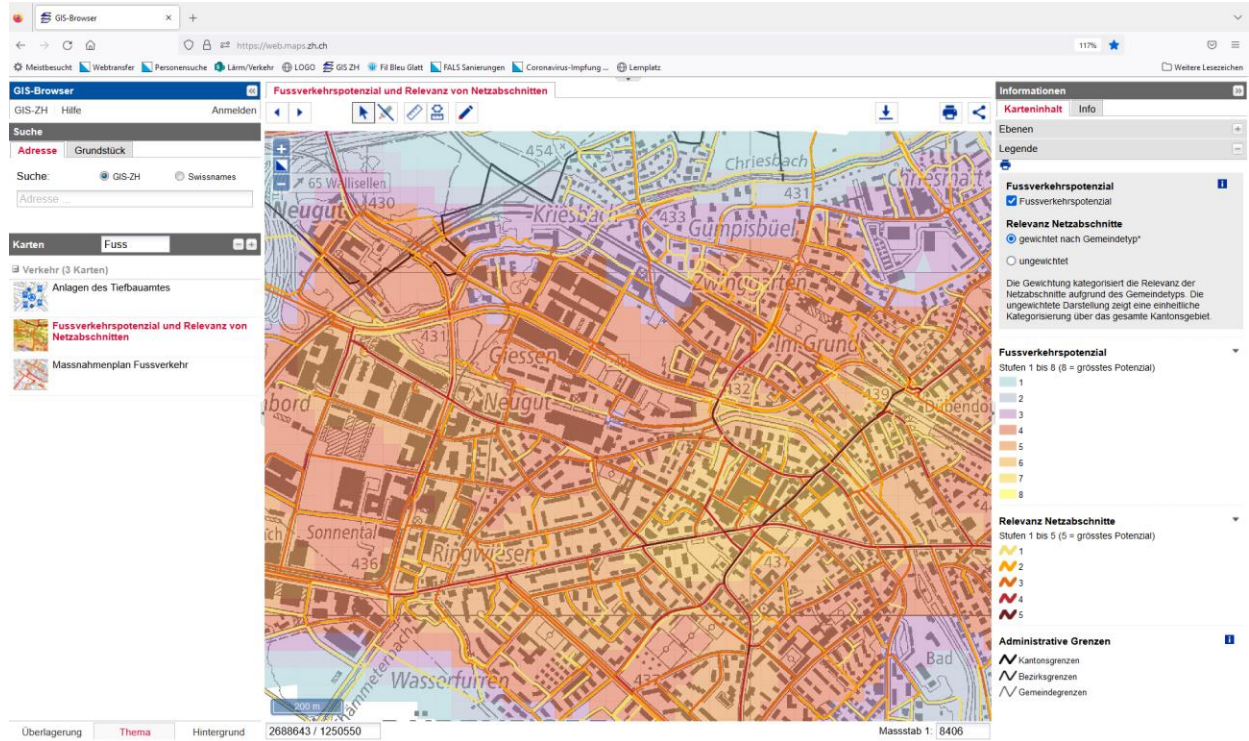 GIS-Browser
https://web.maps.zh.ch
117%
Meistbesucht Webtransfer Personensuche Lärm/Verkehr LOGO GIS ZH Fil Bleu Glatt FALS Sanierungen Coronavirus-Impfung ... Lernplatz Weitere Lesezeichen
GIS-Browser
GIS-ZH Hilfe Anmelden
Suche
Adresse Grundstück
Suche: GIS-ZH Swissnames
Adresse ...
Karten Fuss
Verkehr (3 Karten)
Anlagen des Tiefbauamtes
Fussverkehrspotenzial und Relevanz von
Netzabschnitten
Massnahmenplan Fussverkehr
Überlagerung Thema Hintergrund
Fussverkehrspotenzial und Relevanz von Netzabschnitten
454
Chriesbach
65 Wallisellen
431
Neugut 430
Kriesbach 433
Gumpisbüel
Zwinggarten
431
Giessen
Im Grund
Neugut
432
439
Sonnental
436
Ringwiesen
437
Bad
Wasserfurren
437
200 m
2688643 / 1250550
Massstab 1: 8406
Informationen
Karteninhalt Info
Ebenen
Legende
Fussverkehrspotenzial
Fussverkehrspotenzial
Relevanz Netzabschnitte
gewichtet nach Gemeindetyp*
ungewichtet
Die Gewichtung kategorisiert die Relevanz der
Netzabschnitte aufgrund des Gemeindetyps. Die
ungewichtete Darstellung zeigt eine einheitliche
Kategorisierung über das gesamte Kantonsgebiet.
Fussverkehrspotenzial
Stufen 1 bis 8 (8 = grösstes Potenzial)
1
2
3
4
5
6
7
8
Relevanz Netzabschnitte
Stufen 1 bis 5 (5 = grösstes Potenzial)
1
2
3
4
5
Administrative Grenzen
Kantonsgrenzen
Bezirksgrenzen
Gemeindegrenzen